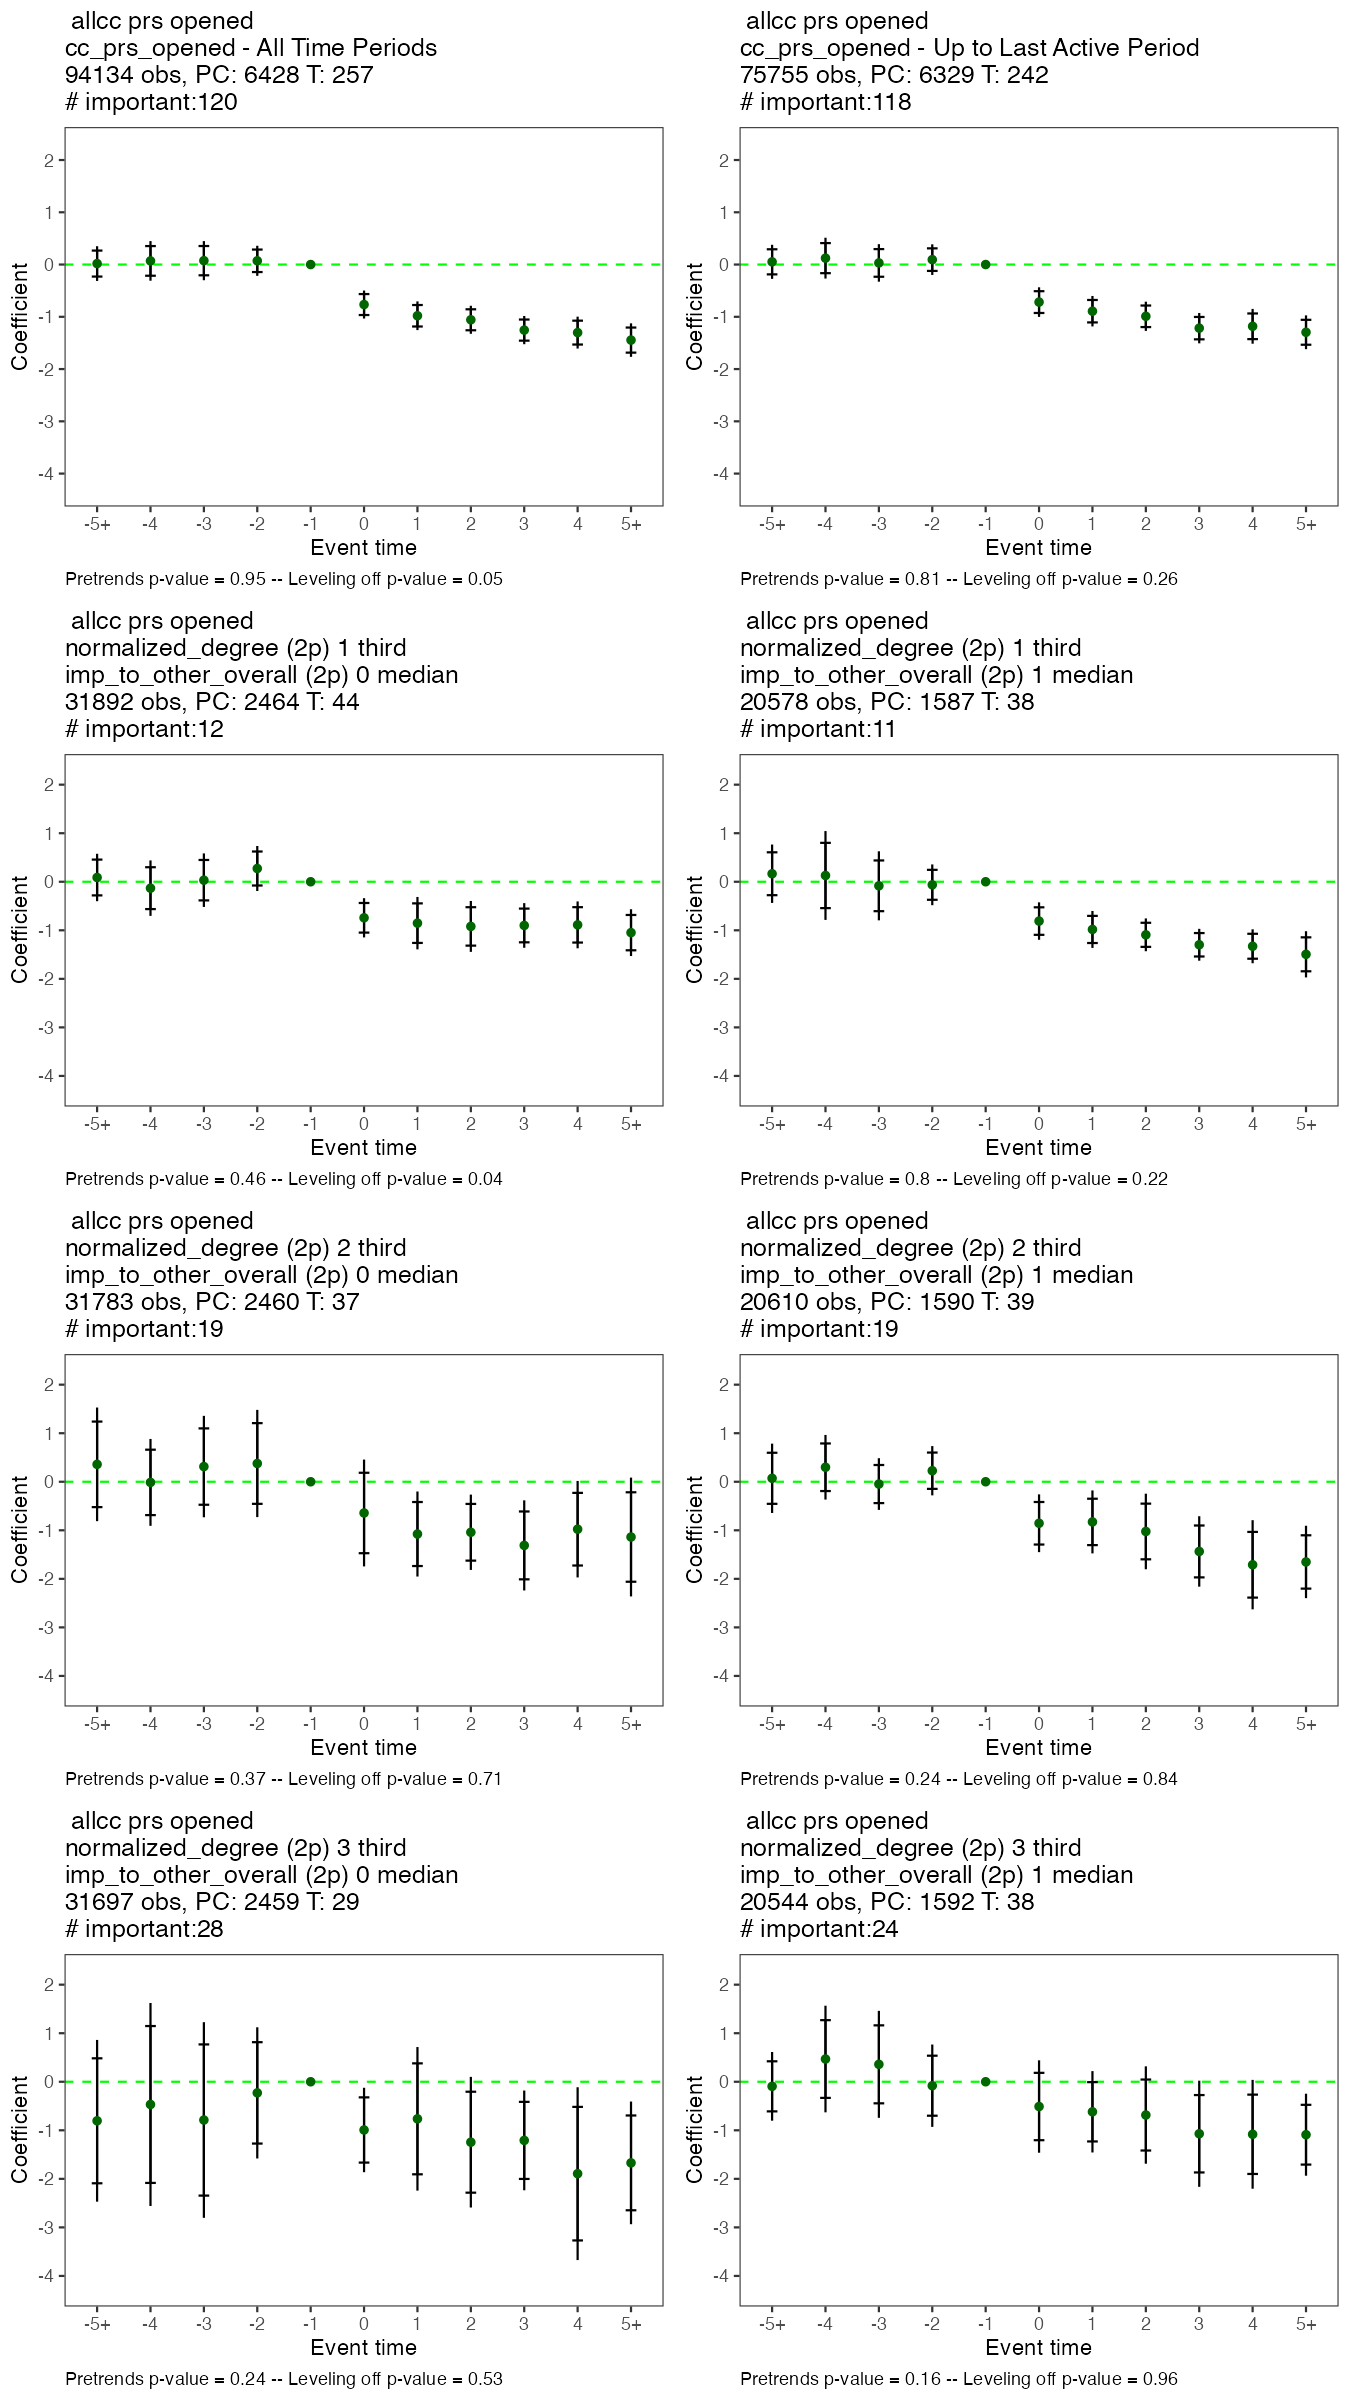 allcc prs opened
cc_prs_opened - All Time Periods
94134 obs, PC: 6428 T: 257
# important:120
2
1
0
-1
-2
-3
-4
Coefficient
-5+ -4 -3 -2 -1 0 1 2 3 4 5+
Event time
Pretrends p-value = 0.95 -- Leveling off p-value = 0.05
allcc prs opened
cc_prs_opened - Up to Last Active Period
75755 obs, PC: 6329 T: 242
# important:118
2
1
0
-1
-2
-3
-4
Coefficient
-5+ -4 -3 -2 -1 0 1 2 3 4 5+
Event time
Pretrends p-value = 0.81 -- Leveling off p-value = 0.26
allcc prs opened
normalized_degree (2p) 1 third
imp_to_other_overall (2p) 0 median
31892 obs, PC: 2464 T: 44
# important:12
2
1
0
-1
-2
-3
-4
Coefficient
-5+ -4 -3 -2 -1 0 1 2 3 4 5+
Event time
Pretrends p-value = 0.46 -- Leveling off p-value = 0.04
allcc prs opened
normalized_degree (2p) 1 third
imp_to_other_overall (2p) 1 median
20578 obs, PC: 1587 T: 38
# important:11
2
1
0
-1
-2
-3
-4
Coefficient
-5+ -4 -3 -2 -1 0 1 2 3 4 5+
Event time
Pretrends p-value = 0.8 -- Leveling off p-value = 0.22
allcc prs opened
normalized_degree (2p) 2 third
imp_to_other_overall (2p) 0 median
31783 obs, PC: 2460 T: 37
# important:19
2
1
0
-1
-2
-3
-4
Coefficient
-5+ -4 -3 -2 -1 0 1 2 3 4 5+
Event time
Pretrends p-value = 0.37 -- Leveling off p-value = 0.71
allcc prs opened
normalized_degree (2p) 2 third
imp_to_other_overall (2p) 1 median
20610 obs, PC: 1590 T: 39
# important:19
2
1
0
-1
-2
-3
-4
Coefficient
-5+ -4 -3 -2 -1 0 1 2 3 4 5+
Event time
Pretrends p-value = 0.24 -- Leveling off p-value = 0.84
allcc prs opened
normalized_degree (2p) 3 third
imp_to_other_overall (2p) 0 median
31697 obs, PC: 2459 T: 29
# important:28
2
1
0
-1
-2
-3
-4
Coefficient
-5+ -4 -3 -2 -1 0 1 2 3 4 5+
Event time
Pretrends p-value = 0.24 -- Leveling off p-value = 0.53
allcc prs opened
normalized_degree (2p) 3 third
imp_to_other_overall (2p) 1 median
20544 obs, PC: 1592 T: 38
# important:24
2
1
0
-1
-2
-3
-4
Coefficient
-5+ -4 -3 -2 -1 0 1 2 3 4 5+
Event time
Pretrends p-value = 0.16 -- Leveling off p-value = 0.96